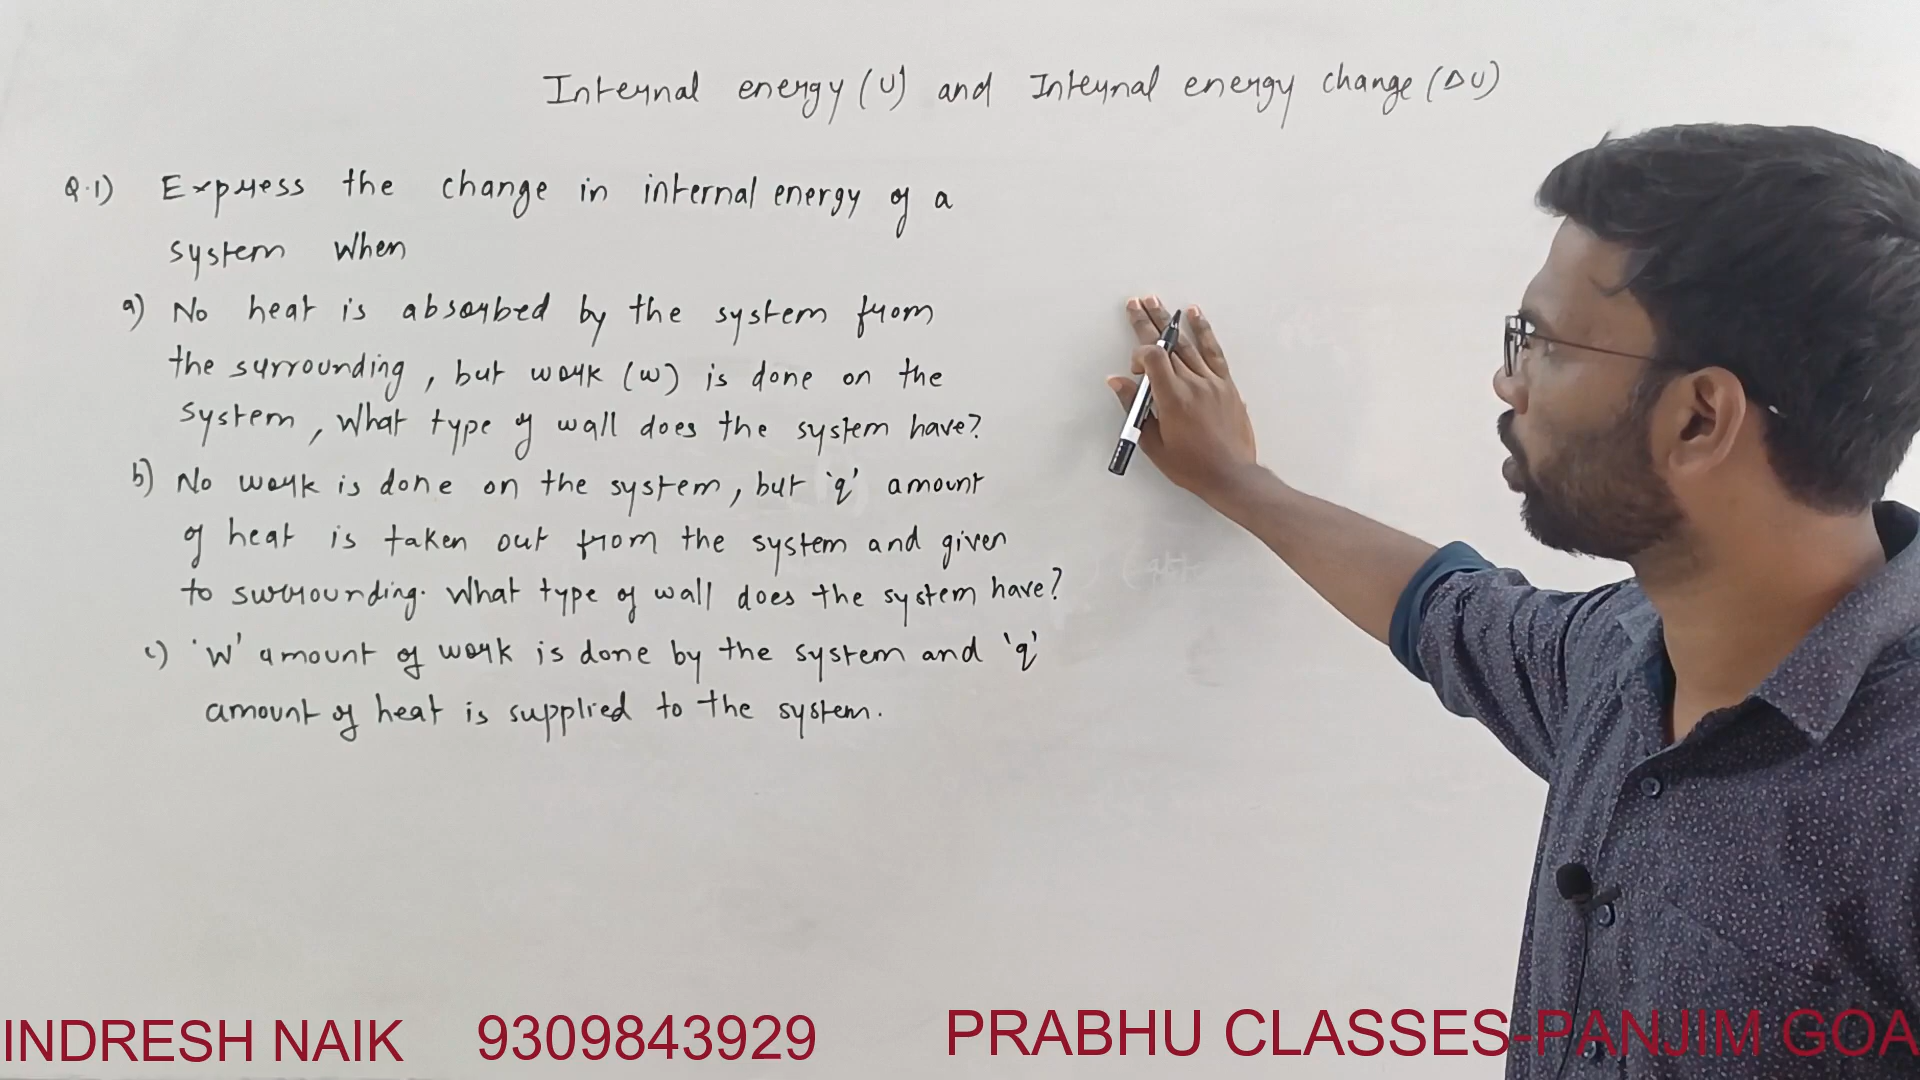 Internal energy (U) and Internal energy change (ΔU)
Q.1) Express the change in internal energy of a
system when
a) No heat is absorbed by the system from
the surrounding, but work (w) is done on the
system, What type of wall does the system have?
b) No work is done on the system, but 'q' amount
of heat is taken out from the system and given
to surrounding. What type of wall does the system have?
c) 'W' amount of work is done by the system and 'q'
amount of heat is supplied to the system.
INDRESH NAIK 9309843929 PRABHU CLASSES-PANJIM GOA